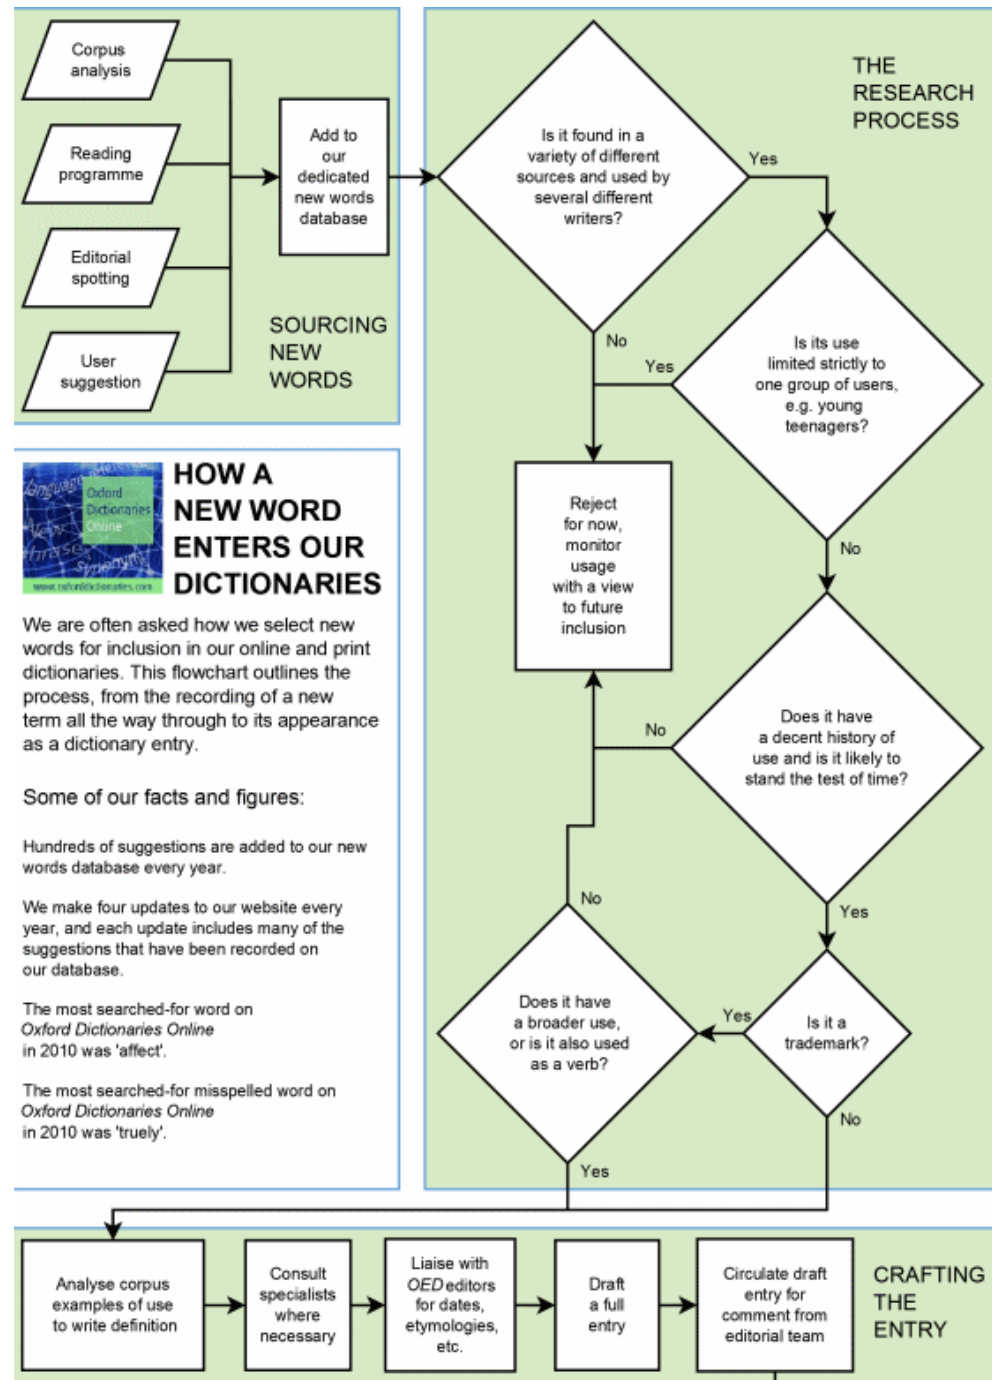 Corpus
analysis
Reading
programme
Editorial
spotting
User
suggestion
Add to
our
dedicated
new words
database
SOURCING
NEW
WORDS
THE
RESEARCH
PROCESS
Is it found in a
variety of different
sources and used by
several different
writers?
Yes
No
Is its use
limited strictly to
one group of users,
e.g. young
teenagers?
Yes
No
Reject
for now,
monitor
usage
with a view
to future
inclusion
Does it have
a decent history of
use and is it likely to
stand the test of time?
No
Yes
Is it a
trademark?
Yes
No
Does it have
a broader use,
or is it also used
as a verb?
No
Yes
Oxford
Dictionaries
Online
www.oxforddictionaries.com
HOW A
NEW WORD
ENTERS OUR
DICTIONARIES
We are often asked how we select new
words for inclusion in our online and print
dictionaries. This flowchart outlines the
process, from the recording of a new
term all the way through to its appearance
as a dictionary entry.
Some of our facts and figures:
Hundreds of suggestions are added to our new
words database every year.
We make four updates to our website every
year, and each update includes many of the
suggestions that have been recorded on
our database.
The most searched-for word on
Oxford Dictionaries Online
in 2010 was 'affect'.
The most searched-for misspelled word on
Oxford Dictionaries Online
in 2010 was 'truely'.
Analyse corpus
examples of use
to write definition
Consult
specialists
where
necessary
Liaise with
OED editors
for dates,
etymologies,
etc.
Draft
a full
entry
Circulate draft
entry for
comment from
editorial team
CRAFTING
THE
ENTRY